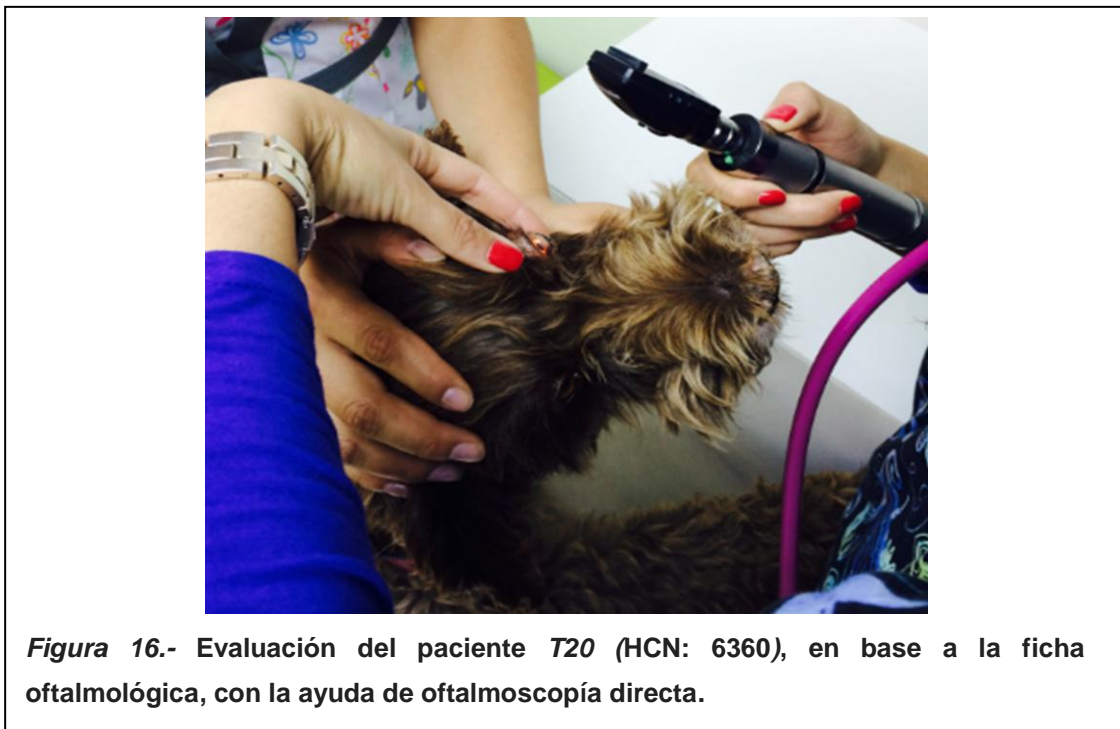 Figura 16.- Evaluación del paciente T20 (HCN: 6360), en base a la ficha
oftalmológica, con la ayuda de oftalmoscopía directa.